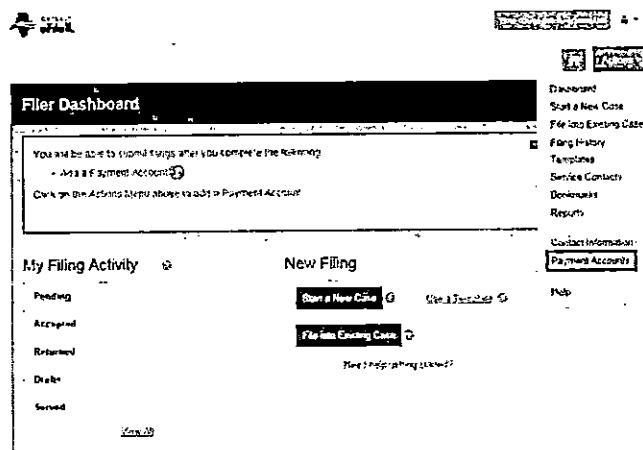 Filer Dashboard
You will be able to submit filings after you complete the following
• Add a Payment Account
Click on the Actions Menu above to add a Payment Account
My Filing Activity
Pending
Accepted
Returned
Drafts
Served
View All
New Filing
Start a New Case
Use a Template
File into Existing Case
Need help getting started?
Dashboard
Start a New Case
File Into Existing Case
Filing History
Templates
Service Contacts
Bookmarks
Reports
Contact Information
Payment Accounts
Help